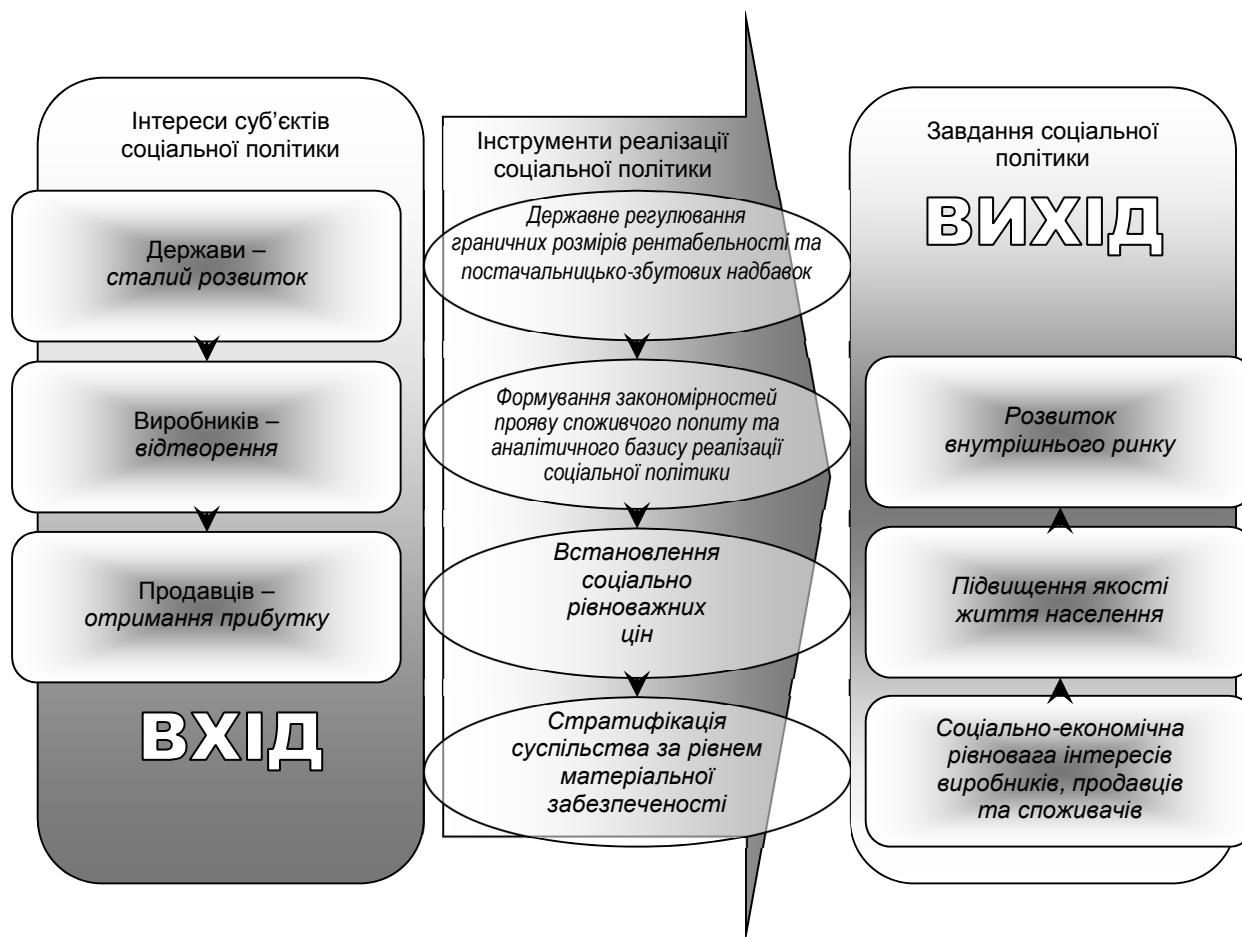 Інтереси суб’єктів
соціальної політики
Держави –
сталий розвиток
Виробників –
відтворення
Продавців –
отримання прибутку
ВХІД
Інструменти реалізації
соціальної політики
Державне регулювання
граничних розмірів рентабельності та
постачальницько-збутових надбавок
Формування закономірностей
прояву споживчого попиту та
аналітичного базису реалізації
соціальної політики
Встановлення
соціально
рівноважних
цін
Стратифікація
суспільства за рівнем
матеріальної
забезпеченості
Завдання соціальної
політики
ВИХІД
Розвиток
внутрішнього ринку
Підвищення якості
життя населення
Соціально-економічна
рівновага інтересів
виробників, продавців
та споживачів